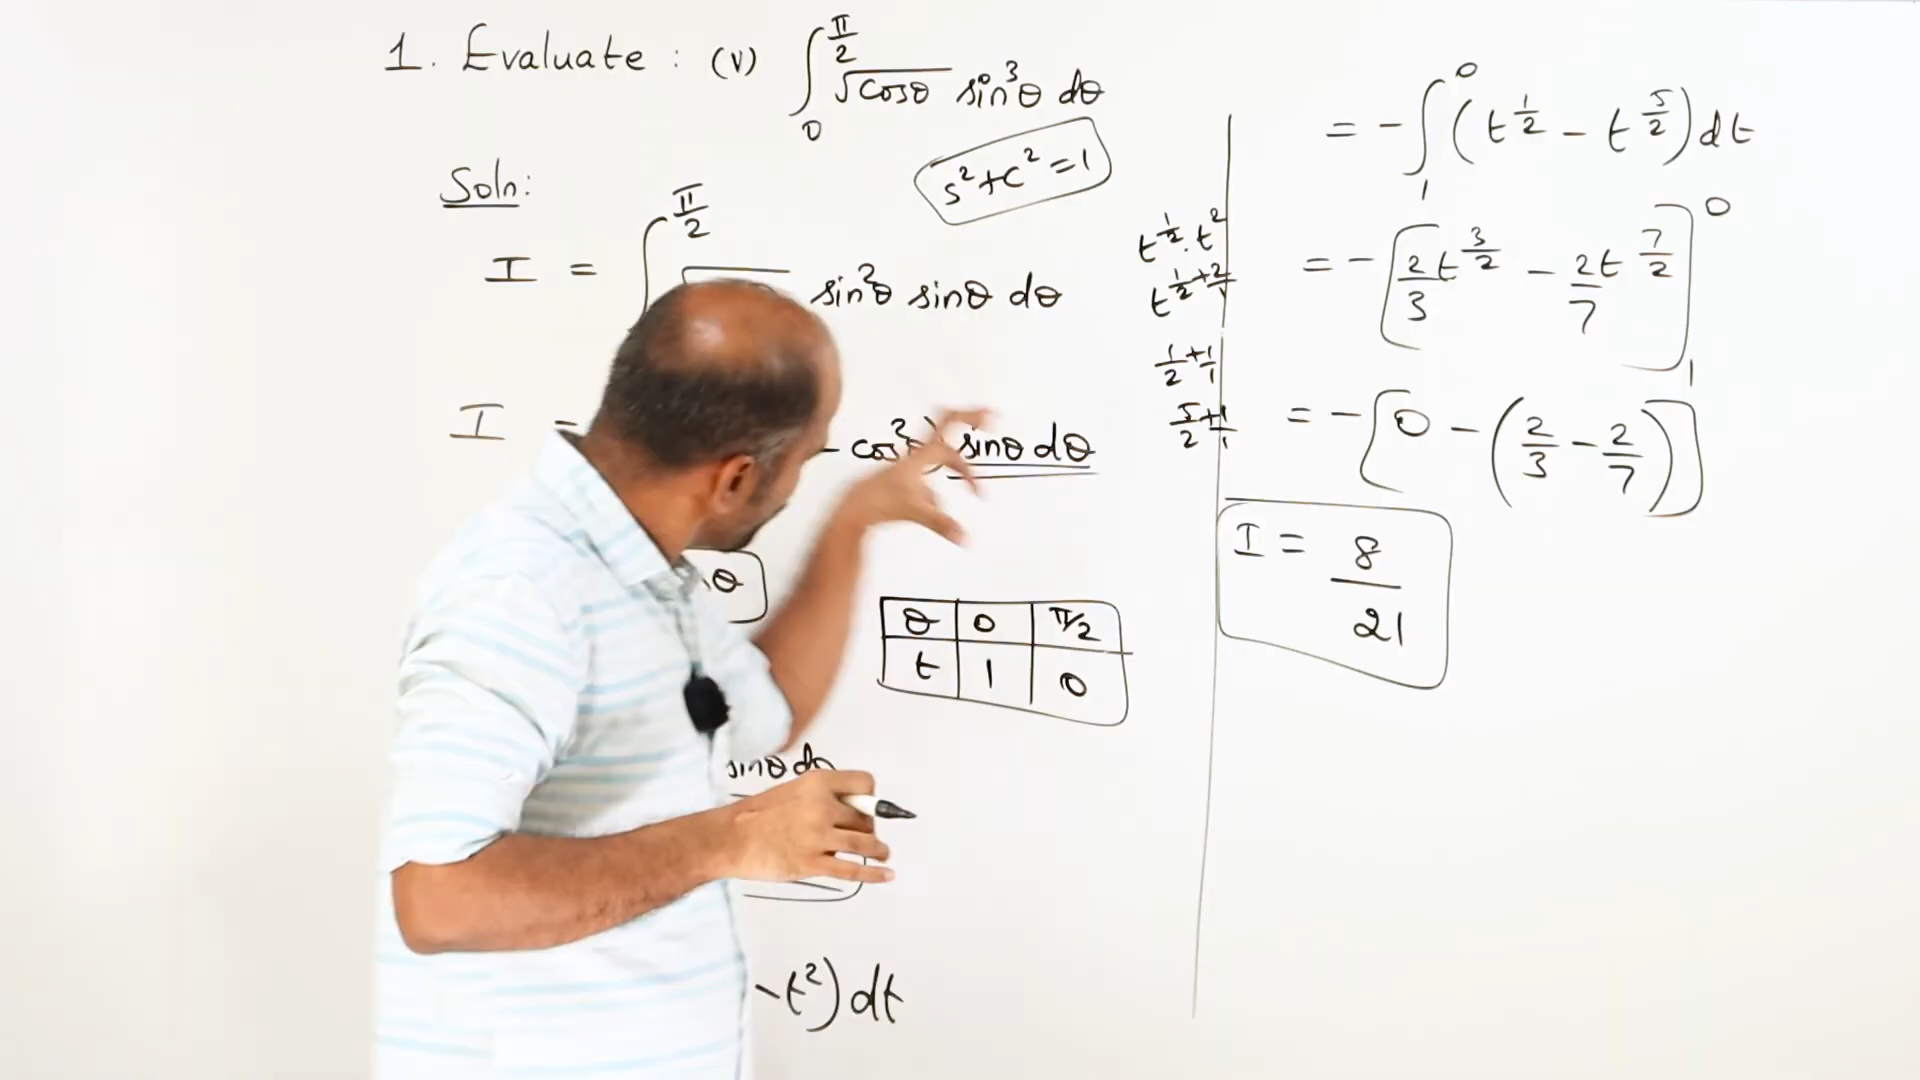 1. Evaluate : (v) ∫₀^{π/2} √cosθ sin³θ dθ
s² + c² = 1
Soln:
I = ∫^{π/2} sin²θ sinθ dθ
I = - cos²θ) sinθ dθ
θ
θ | 0 | π/2
t | 1 | 0
sinθ dθ
- t²) dt
t^{1/2} . t²
t^{1/2 + 2/1}
1/2 + 1/1
5/2 + 1/1
= - ∫₁⁰ (t^{1/2} - t^{5/2}) dt
= - [2/3 t^{3/2} - 2/7 t^{7/2}]₁⁰
= - [0 - (2/3 - 2/7)]
I = 8/21